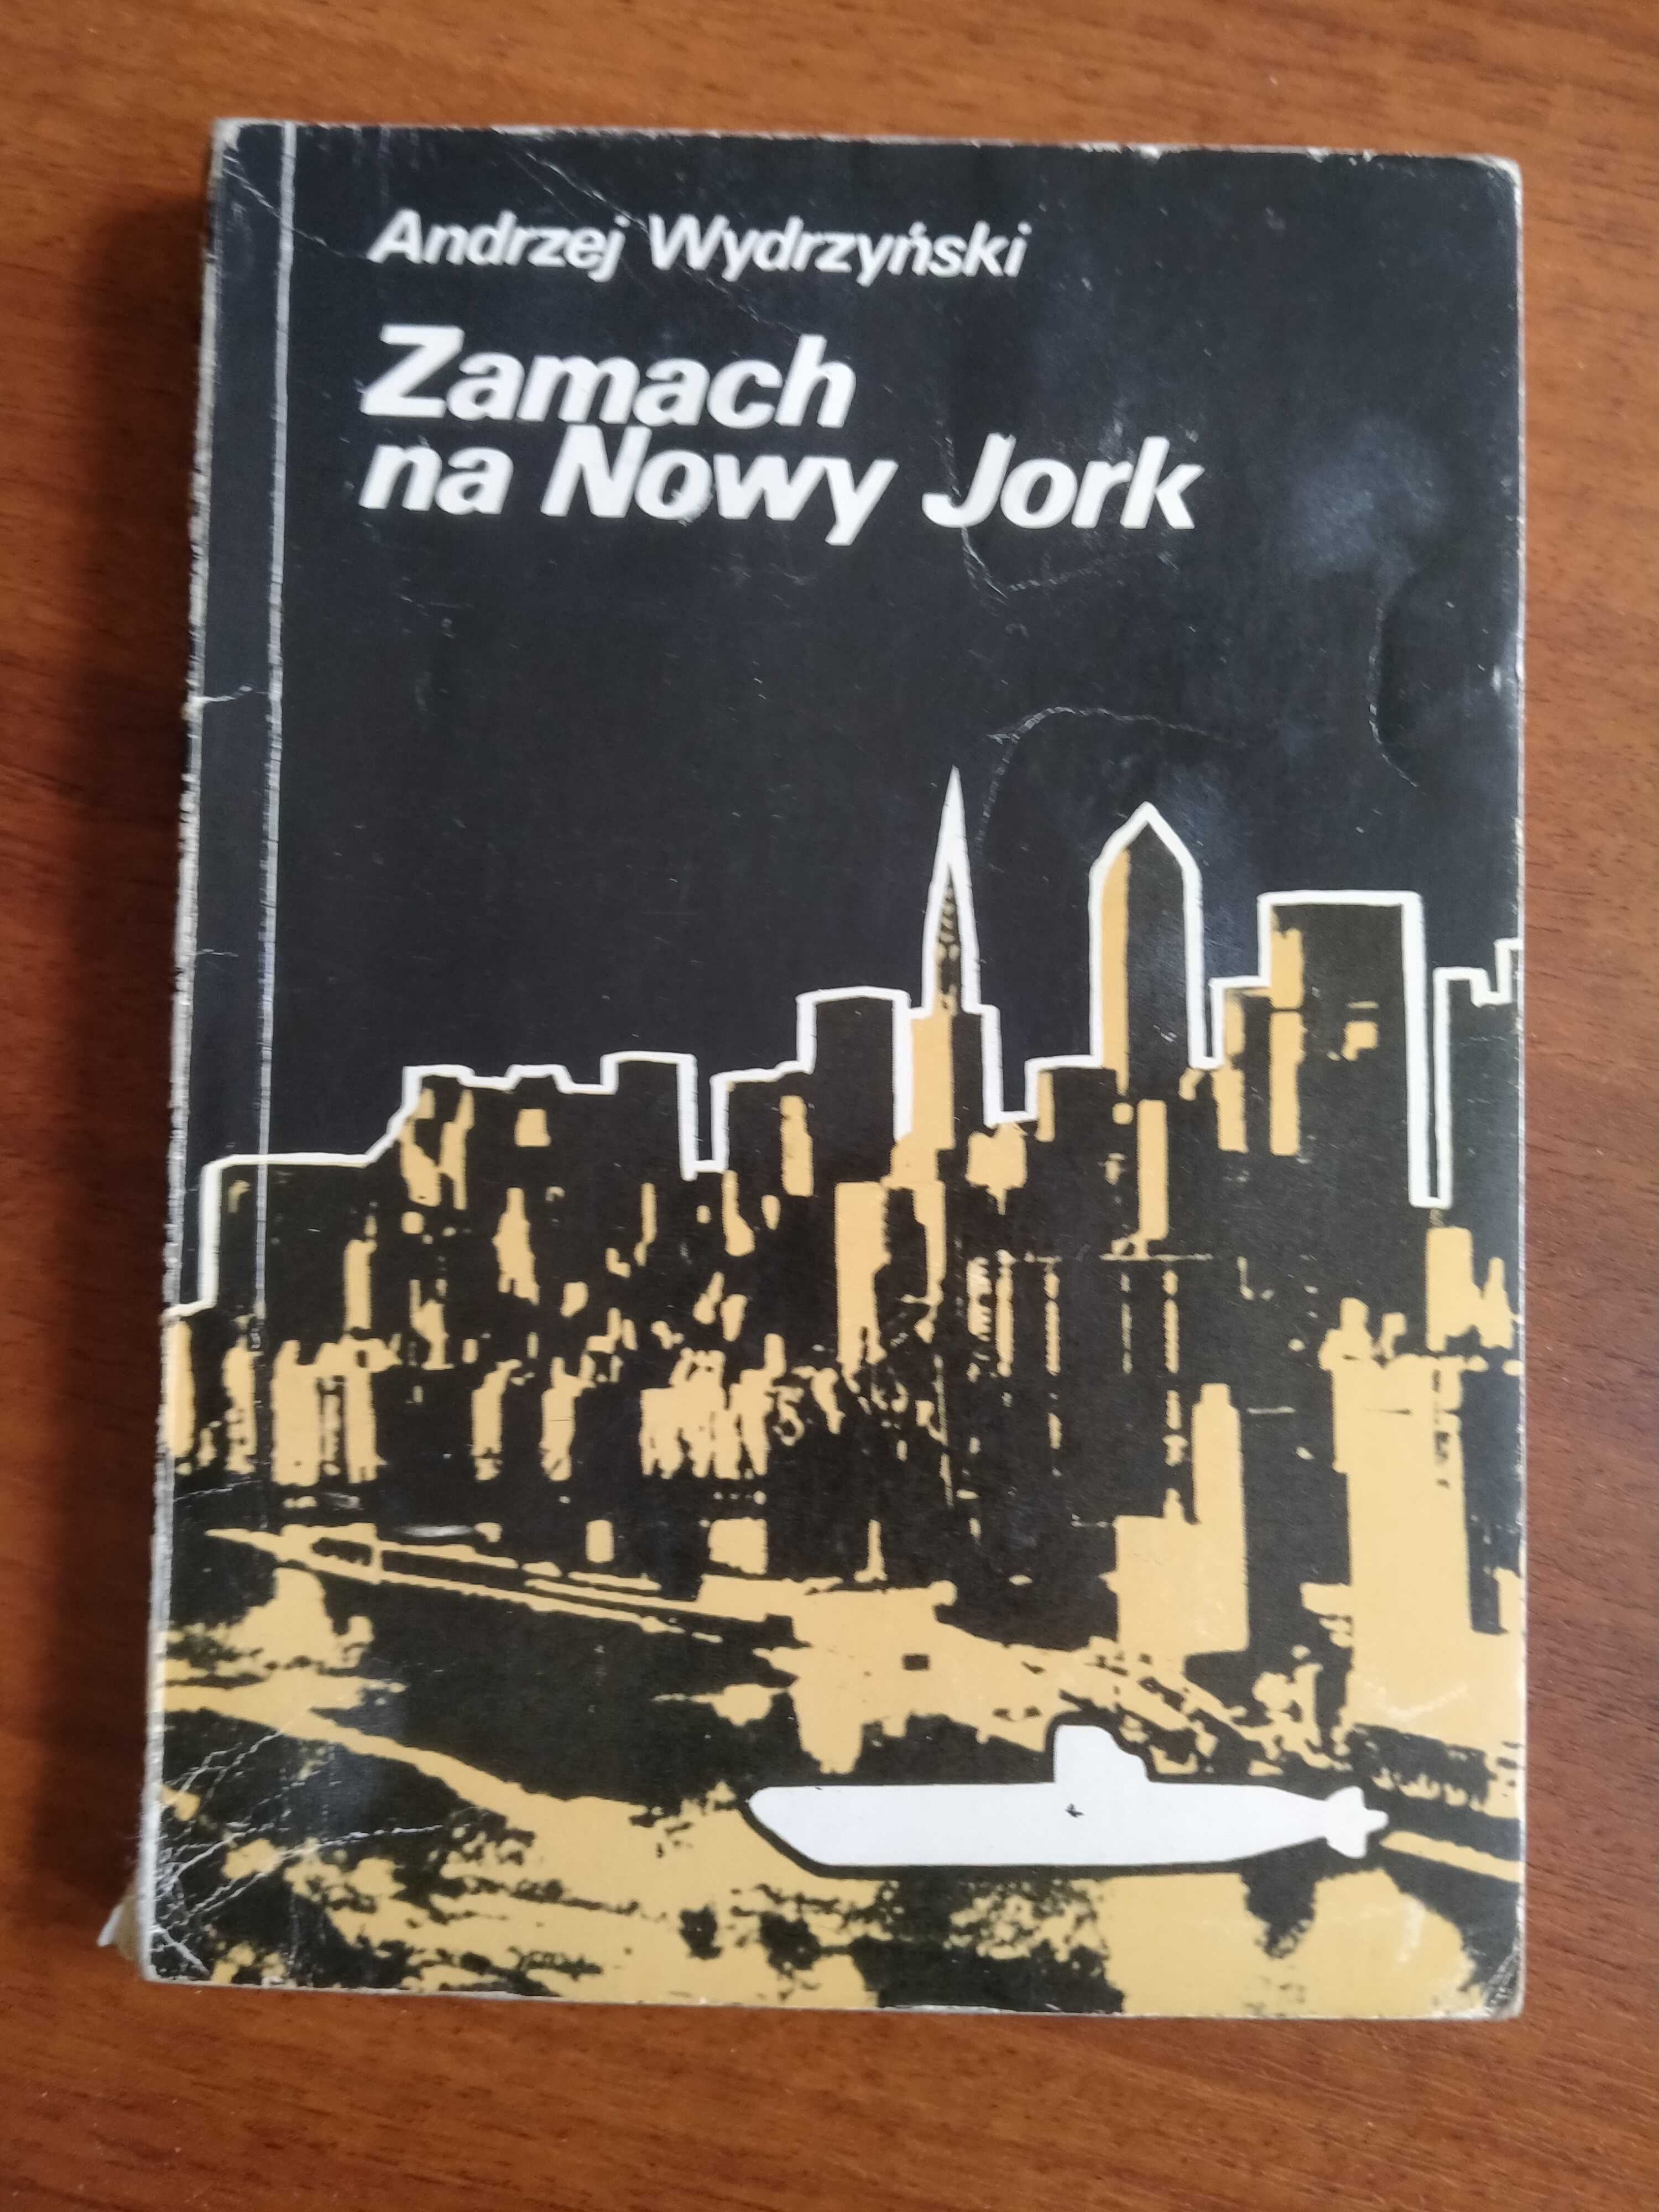 Andrzej Wydrzyński
Zamach
na Nowy Jork